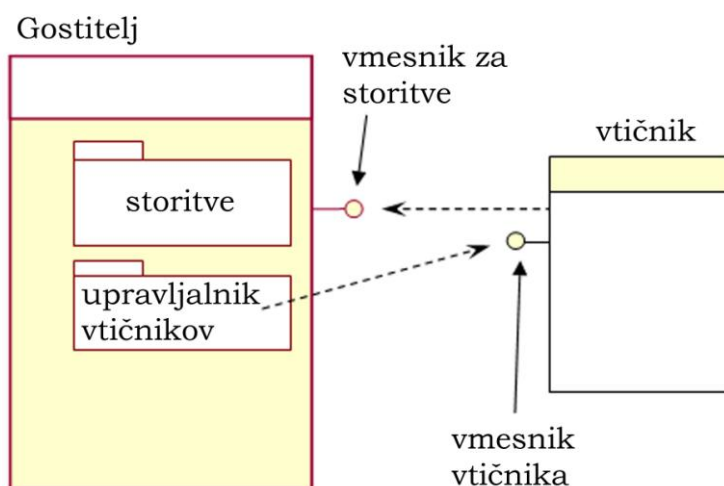 Gostitelj
vmesnik za
storitve
vtičnik
storitve
upravljalnik
vtičnikov
vmesnik
vtičnika